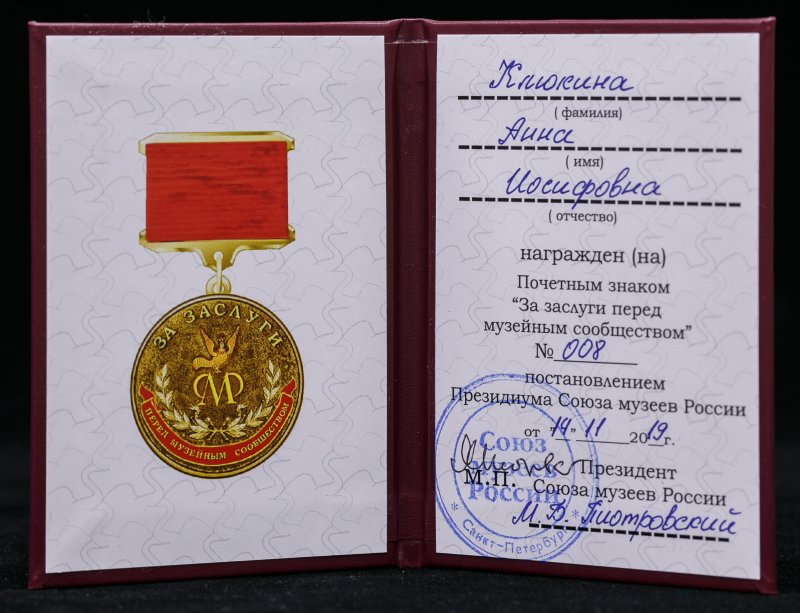 ЗА ЗАСЛУГИ
МР
ПЕРЕД МУЗЕЙНЫМ СООБЩЕСТВОМ
Клюкина
( фамилия)
Анна
( имя)
Иосифовна
( отчество)
награжден (на)
Почетным знаком
“За заслуги перед
музейным сообществом”
№ 008
постановлением
Президиума Союза музеев России
от „14” 11 2019 г.
Президент
М.П. Союза музеев России
М.Б. Пиотровский
Союз
музеев
России
* Санкт-Петербург *